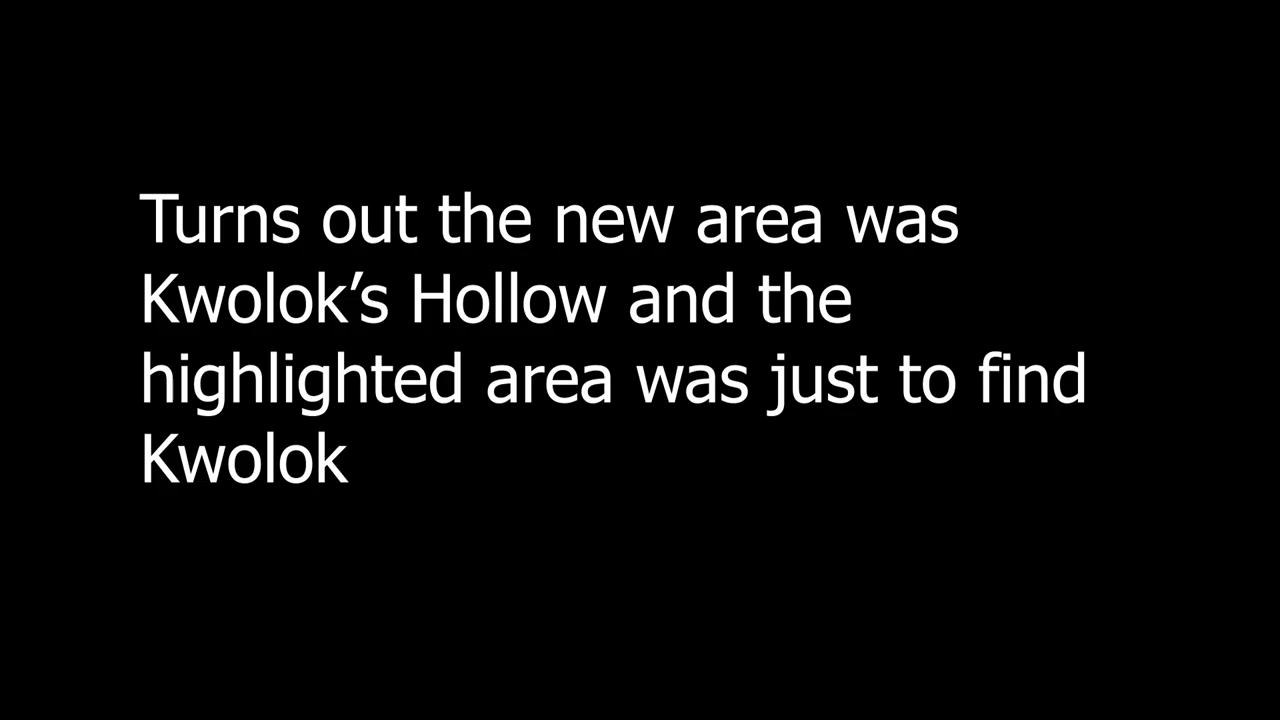 Turns out the new area was
Kwolok’s Hollow and the
highlighted area was just to find
Kwolok